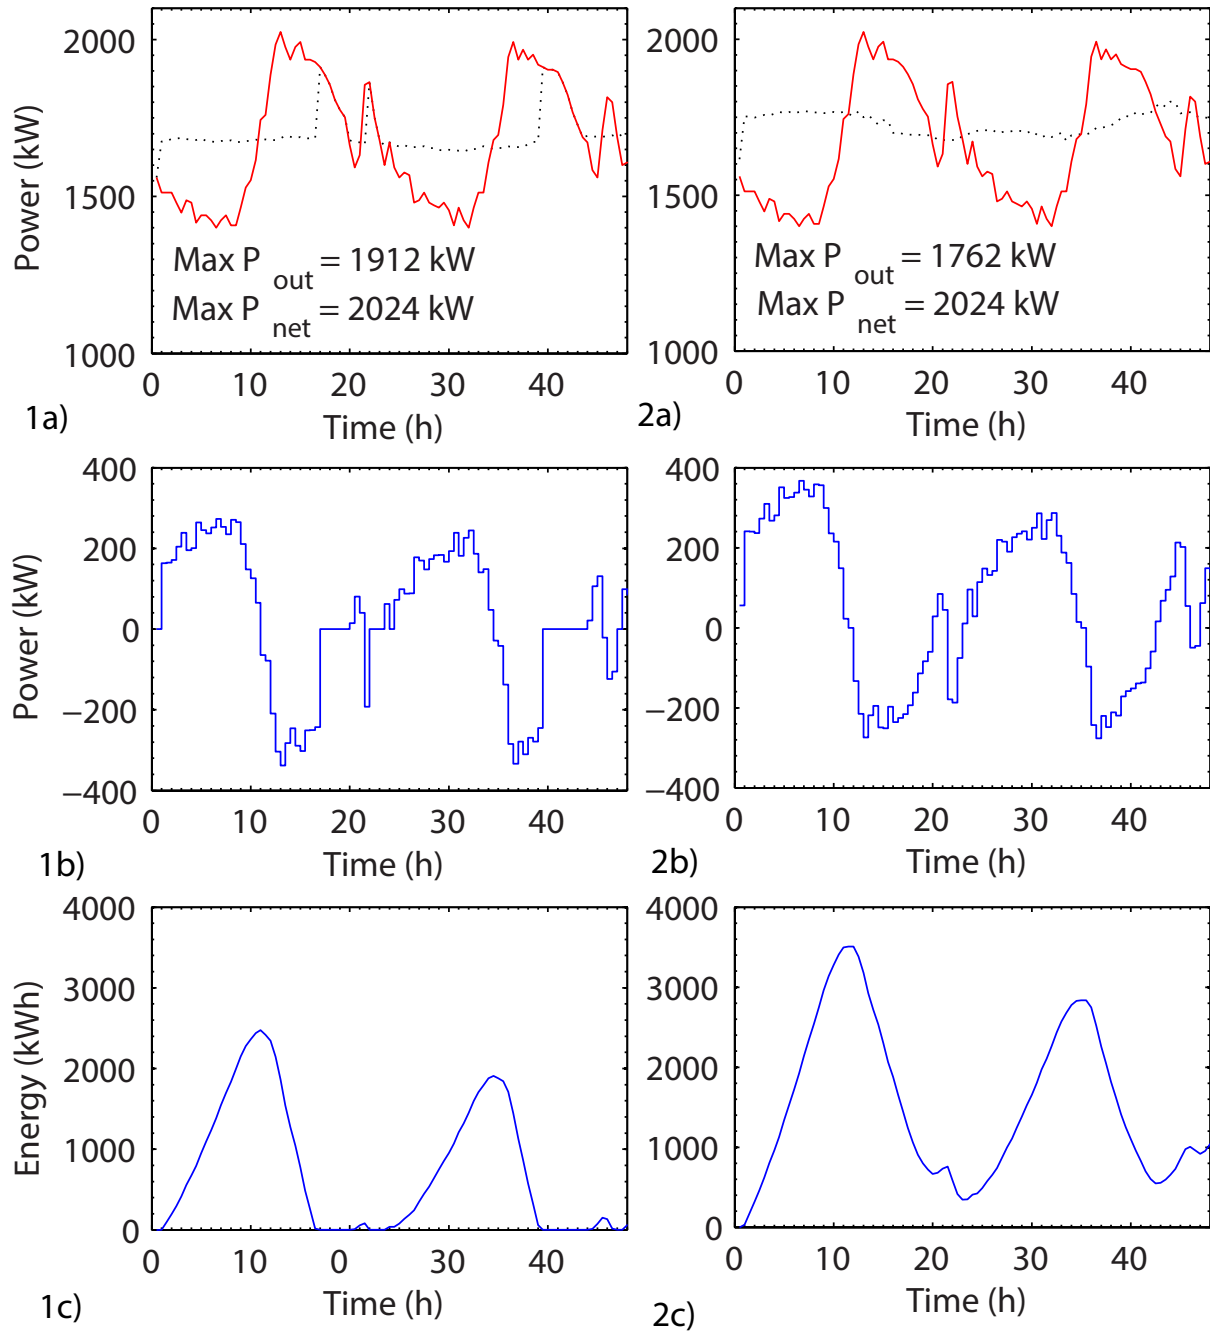 2000
1500
1000
Power (kW)
Max P out = 1912 kW
Max P net = 2024 kW
0 10 20 30 40
Time (h)
1a)
2000
1500
1000
Max P out = 1762 kW
Max P net = 2024 kW
0 10 20 30 40
Time (h)
2a)
400
200
0
−200
−400
Power (kW)
0 10 20 30 40
Time (h)
1b)
400
200
0
−200
−400
0 10 20 30 40
Time (h)
2b)
4000
3000
2000
1000
0
Energy (kWh)
0 10 0 30 40
Time (h)
1c)
4000
3000
2000
1000
0
0 10 20 30 40
Time (h)
2c)